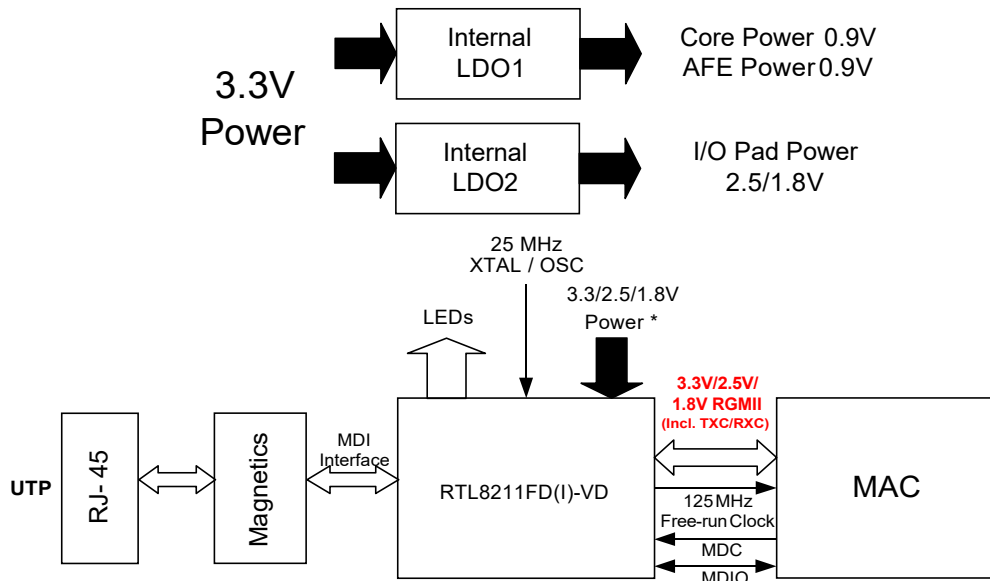 3.3V
Power
Internal
LDO1
Core Power 0.9V
AFE Power 0.9V
Internal
LDO2
I/O Pad Power
2.5/1.8V
25 MHz
XTAL / OSC
3.3/2.5/1.8V
Power *
LEDs
3.3V/2.5V/
1.8V RGMII
(Incl. TXC/RXC)
UTP
RJ-45
Magnetics
MDI
Interface
RTL8211FD(I)-VD
125MHz
Free-run Clock
MDC
MDIO
MAC